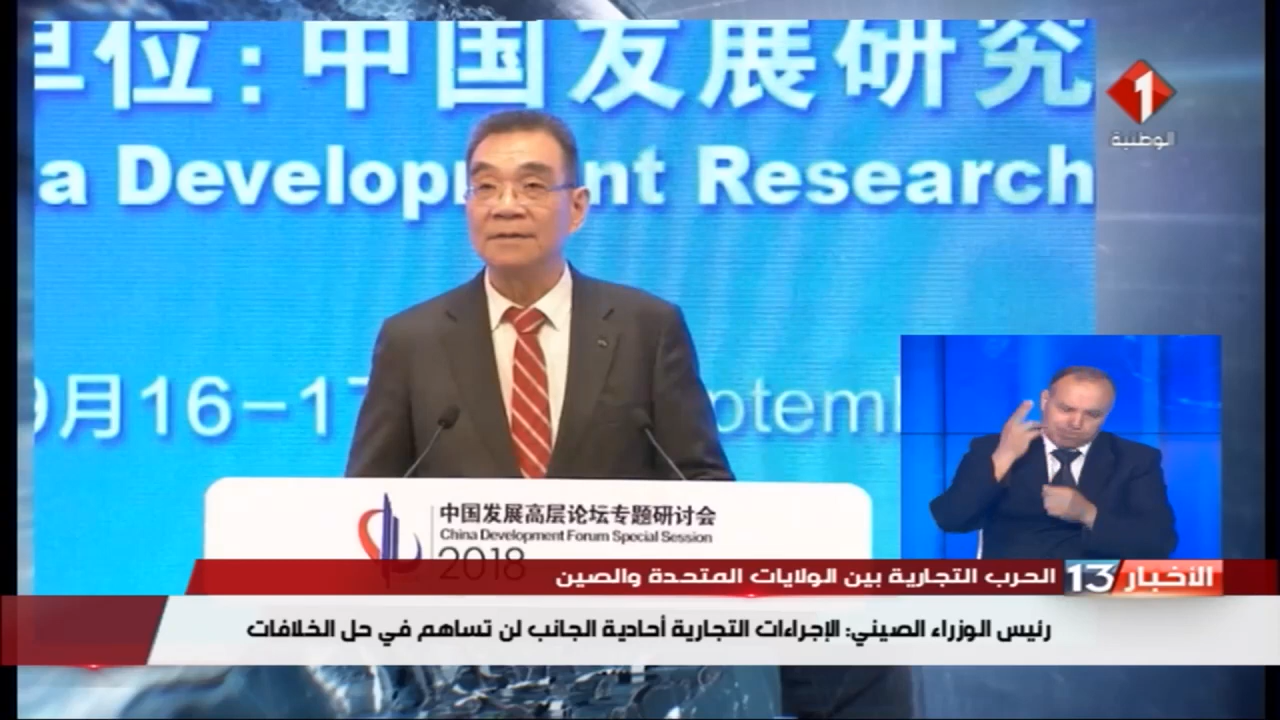 单位:中国发展研究
a Development Research
1
الوطنية
9月16-17
2018
中国发展高层论坛专题研讨会
China Development Forum Special Session
الأخبار 13
الحرب التجارية بين الولايات المتحدة والصين
رئيس الوزراء الصيني: الإجراءات التجارية أحادية الجانب لن تساهم في حل الخلافات